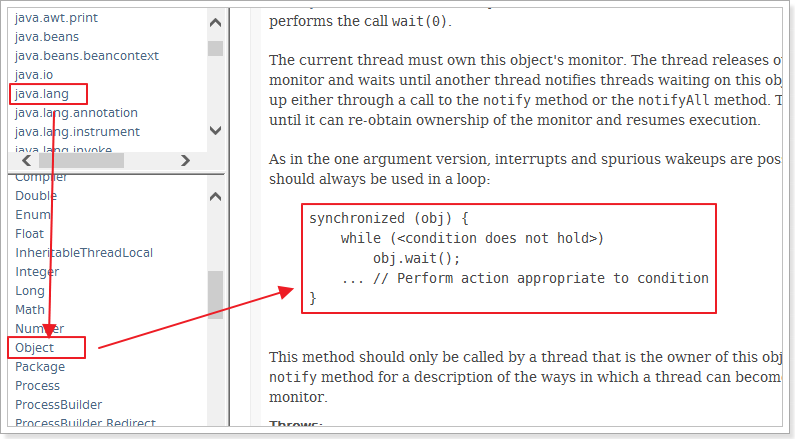 java.awt.print
java.beans
java.beans.beancontext
java.io
java.lang
java.lang.annotation
java.lang.instrument
java.lang.invoke
Compiler
Double
Enum
Float
InheritableThreadLocal
Integer
Long
Math
Number
Object
Package
Process
ProcessBuilder
ProcessBuilder.Redirect
performs the call wait(0).
The current thread must own this object's monitor. The thread releases
monitor and waits until another thread notifies threads waiting on this
up either through a call to the notify method or the notifyAll method.
until it can re-obtain ownership of the monitor and resumes execution.
As in the one argument version, interrupts and spurious wakeups are
should always be used in a loop:
synchronized (obj) {
while (<condition does not hold>)
obj.wait();
... // Perform action appropriate to condition
}
This method should only be called by a thread that is the owner of this
notify method for a description of the ways in which a thread can
monitor.
Throws: